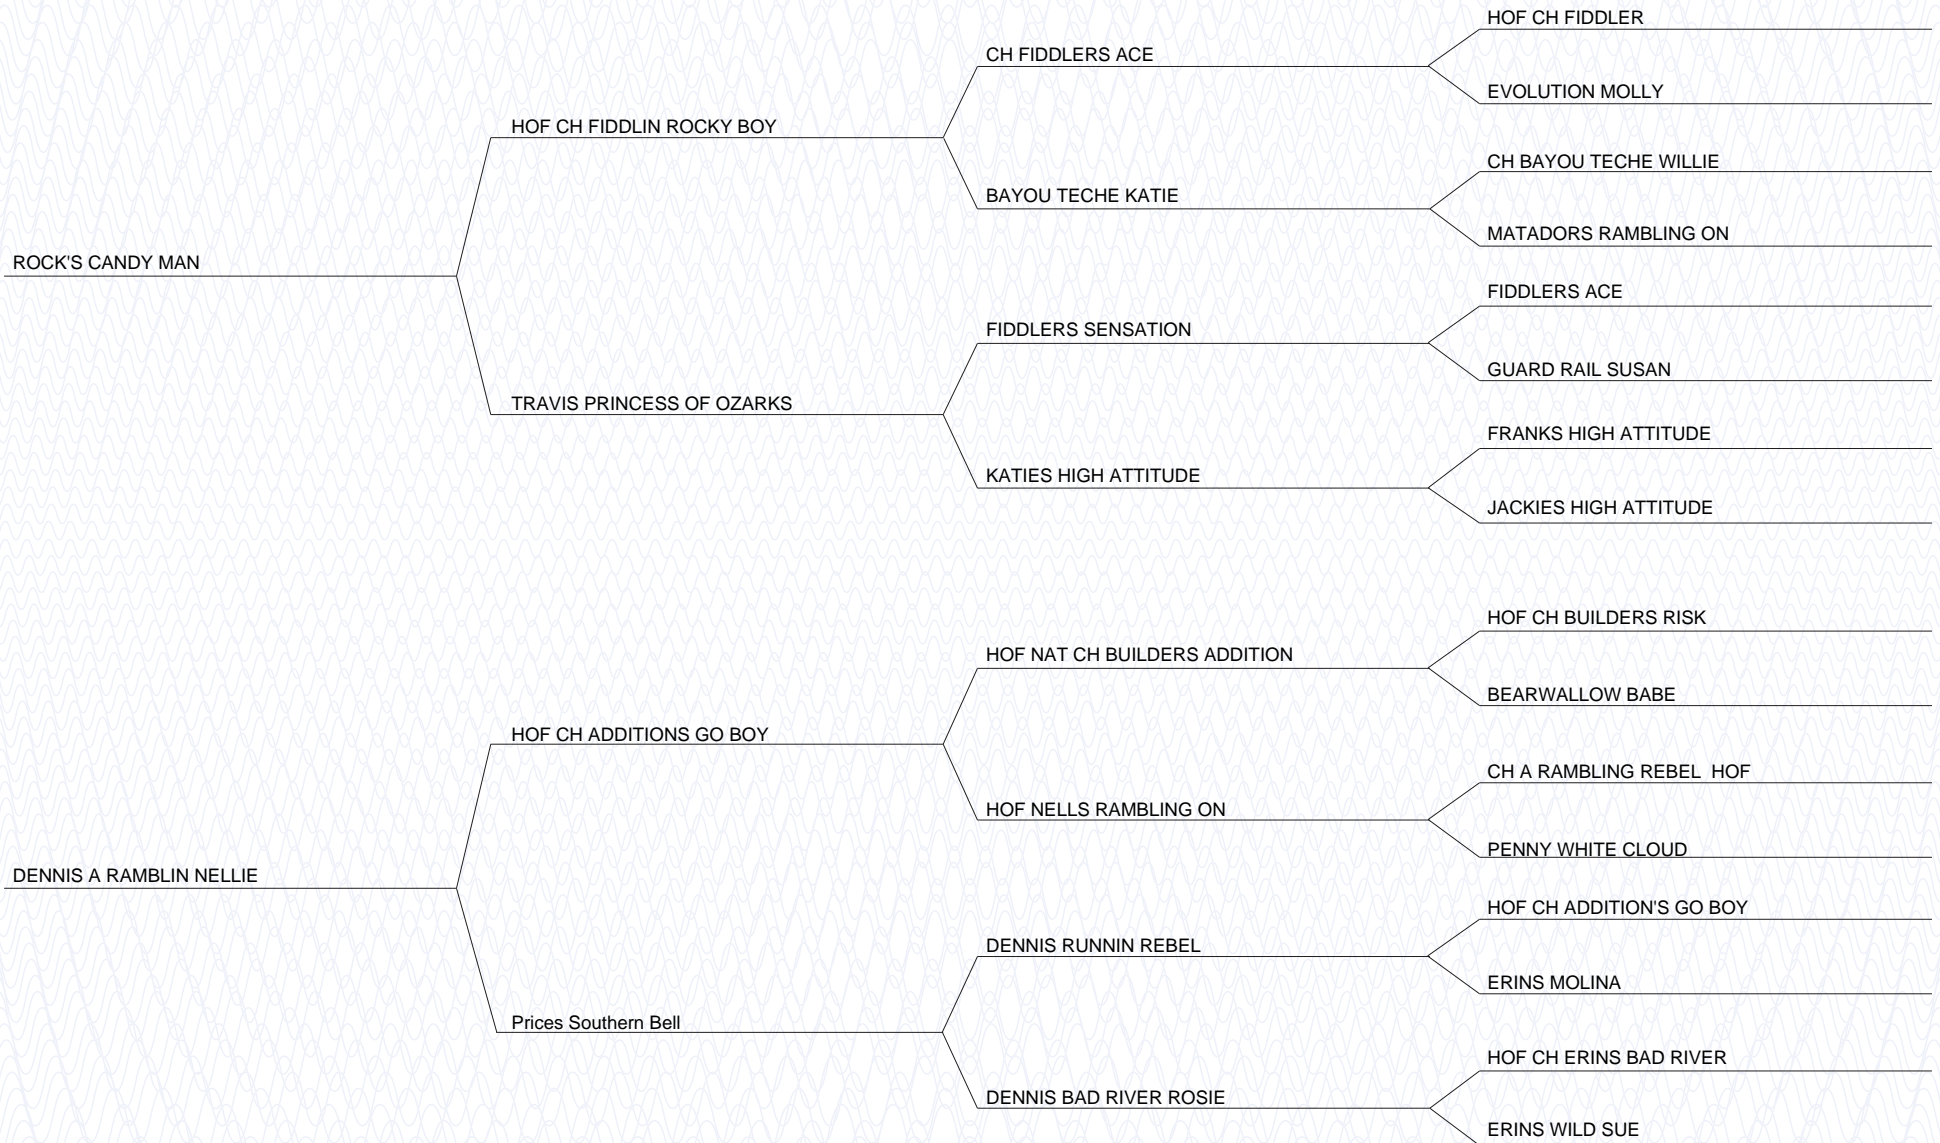 HOF CH FIDDLER
CH FIDDLERS ACE
EVOLUTION MOLLY
HOF CH FIDDLIN ROCKY BOY
CH BAYOU TECHE WILLIE
BAYOU TECHE KATIE
MATADORS RAMBLING ON
ROCK'S CANDY MAN
FIDDLERS ACE
FIDDLERS SENSATION
GUARD RAIL SUSAN
TRAVIS PRINCESS OF OZARKS
FRANKS HIGH ATTITUDE
KATIES HIGH ATTITUDE
JACKIES HIGH ATTITUDE
HOF CH BUILDERS RISK
HOF NAT CH BUILDERS ADDITION
BEARWALLOW BABE
HOF CH ADDITIONS GO BOY
CH A RAMBLING REBEL  HOF
HOF NELLS RAMBLING ON
PENNY WHITE CLOUD
DENNIS A RAMBLIN NELLIE
HOF CH ADDITION'S GO BOY
DENNIS RUNNIN REBEL
ERINS MOLINA
Prices Southern Bell
HOF CH ERINS BAD RIVER
DENNIS BAD RIVER ROSIE
ERINS WILD SUE